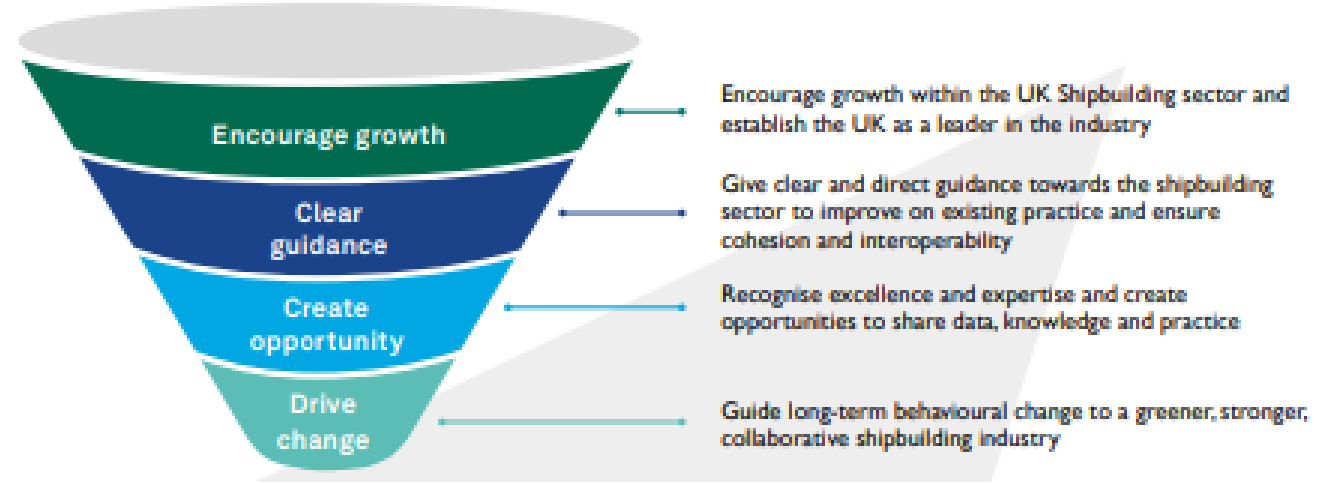 Encourage growth
Encourage growth within the UK Shipbuilding sector and
establish the UK as a leader in the industry
Clear
guidance
Give clear and direct guidance towards the shipbuilding
sector to improve on existing practice and ensure
cohesion and interoperability
Create
opportunity
Recognise excellence and expertise and create
opportunities to share data, knowledge and practice
Drive
change
Guide long-term behavioural change to a greener, stronger,
collaborative shipbuilding industry